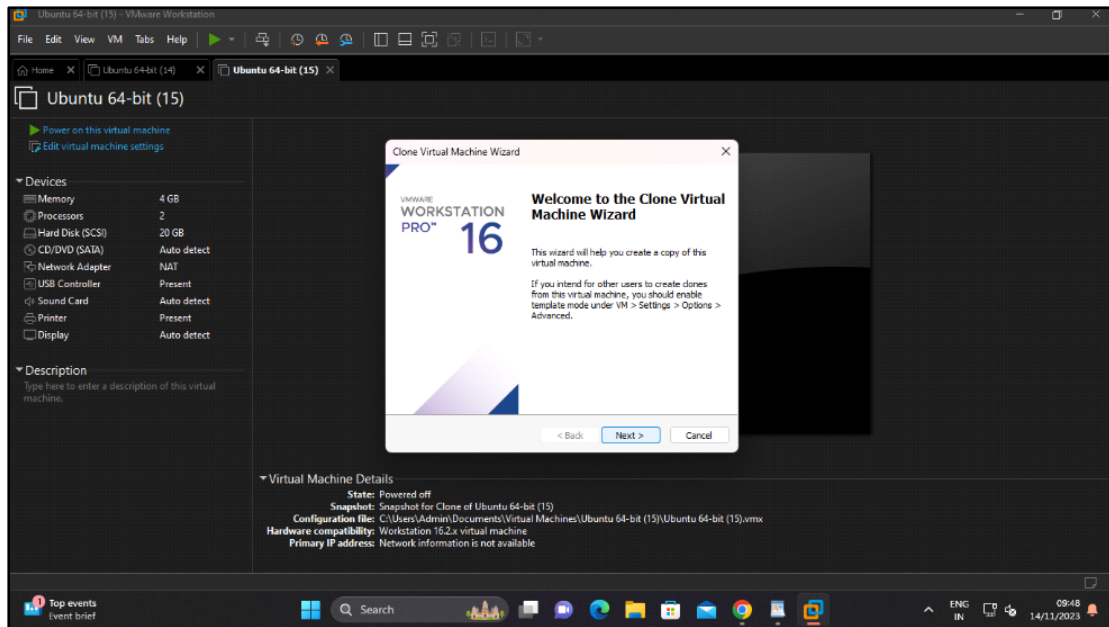 Ubuntu 64-bit (15) - VMware Workstation
File Edit View VM Tabs Help
Home Ubuntu 64-bit (14) Ubuntu 64-bit (15)
Ubuntu 64-bit (15)
Power on this virtual machine
Edit virtual machine settings
Devices
Memory 4 GB
Processors 2
Hard Disk (SCSI) 20 GB
CD/DVD (SATA) Auto detect
Network Adapter NAT
USB Controller Present
Sound Card Auto detect
Printer Present
Display Auto detect
Description
Type here to enter a description of this virtual
machine.
Clone Virtual Machine Wizard
VMWARE
WORKSTATION
PRO™ 16
Welcome to the Clone Virtual
Machine Wizard
This wizard will help you create a copy of this
virtual machine.
If you intend for other users to create clones
from this virtual machine, you should enable
template mode under VM > Settings > Options >
Advanced.
< Back Next > Cancel
Virtual Machine Details
State: Powered off
Snapshot: Snapshot for Clone of Ubuntu 64-bit (15)
Configuration file: C:\Users\Admin\Documents\Virtual Machines\Ubuntu 64-bit (15)\Ubuntu 64-bit (15).vmx
Hardware compatibility: Workstation 16.2.x virtual machine
Primary IP address: Network information is not available
1
Top events
Event brief
Search
ENG
IN
09:48
14/11/2023